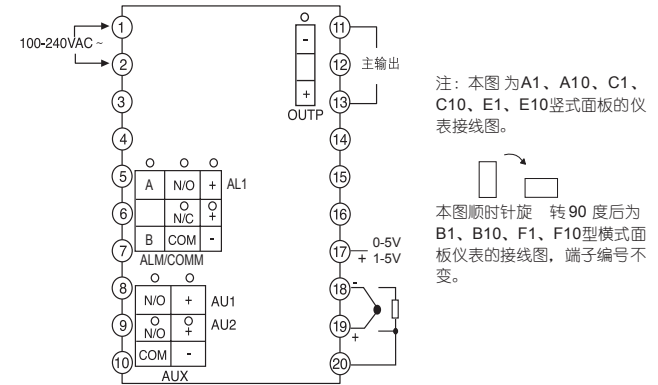 1
11
100-240VAC ~
-
2
12
主输出
3
+
13
OUTP
注：本图 为A1、A10、C1、
C10、E1、E10竖式面板的仪
表接线图。
4
14
5
A
N/O
+
AL1
15
6
N/C
+
16
7
B
COM
-
17
0-5V
+ 1-5V
ALM/COMM
本图顺时针旋 转 90 度后为
B1、B10、F1、F10型横式面
板仪表的接线图，端子编号不
变。
8
18
-
N/O
+
AU1
9
N/O
+
AU2
19
+
10
COM
-
20
AUX